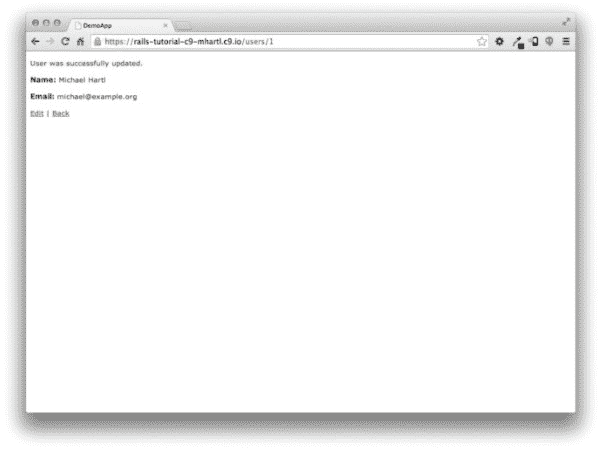 DemoApp
https://rails-tutorial-c9-mhartl.c9.io/users/1
User was successfully updated.
Name: Michael Hartl
Email: michael@example.org
Edit | Back